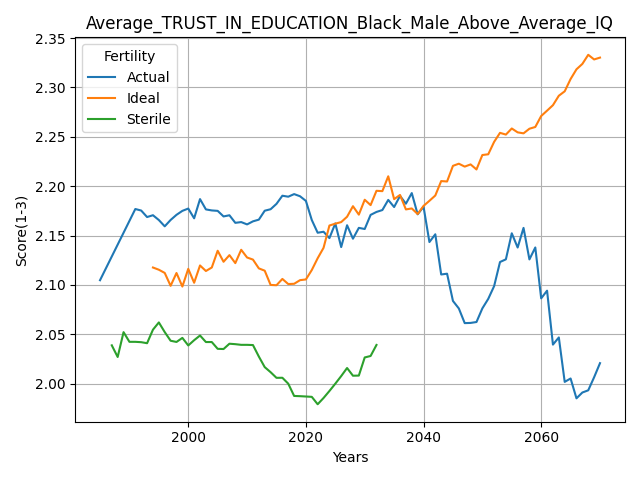 Average_TRUST_IN_EDUCATION_Black_Male_Above_Average_IQ
Fertility
Actual
Ideal
Sterile
Score(1-3)
2.35
2.30
2.25
2.20
2.15
2.10
2.05
2.00
2000
2020
2040
2060
Years